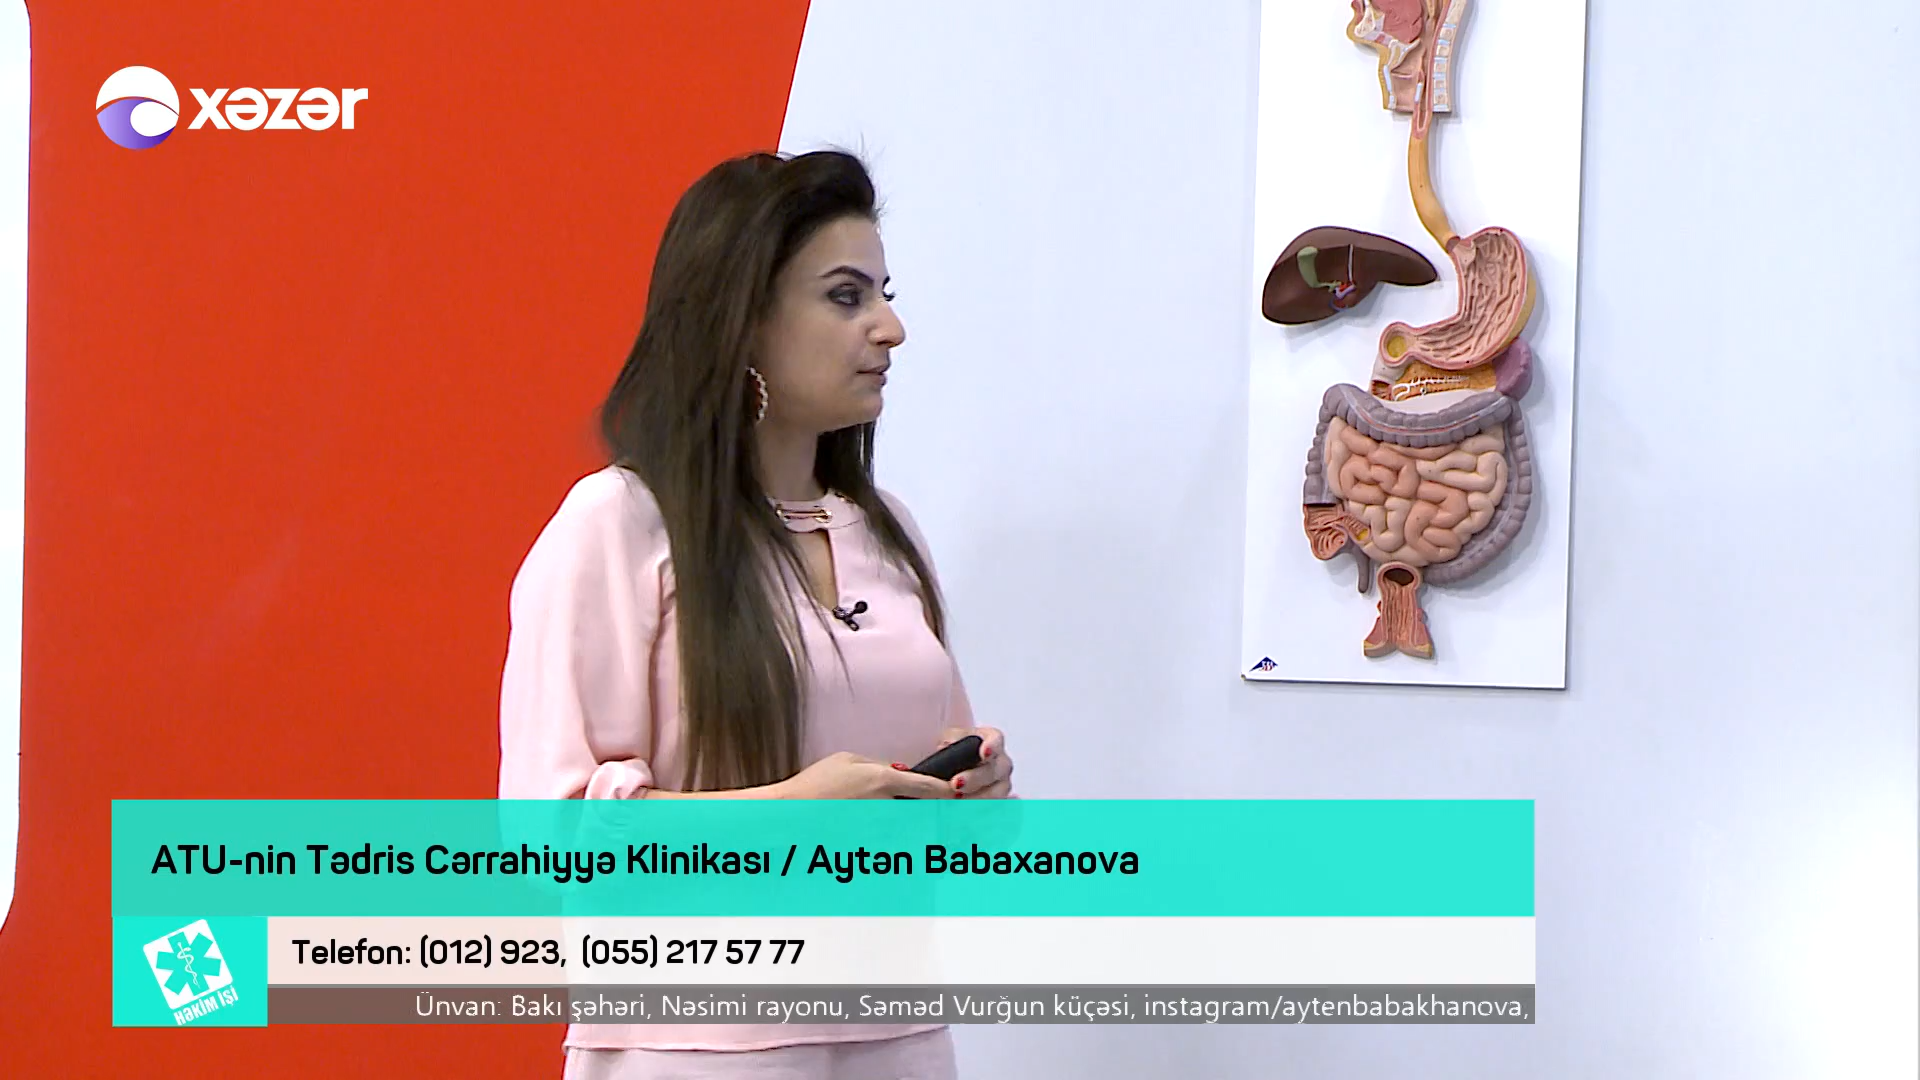 xəzər
ATU-nin Tədris Cərrahiyyə Klinikası / Aytən Babaxanova
Telefon: (012) 923, (055) 217 57 77
HƏKİM İŞİ
Ünvan: Bakı şəhəri, Nəsimi rayonu, Səməd Vurğun küçəsi, instagram/aytenbabakhanova,